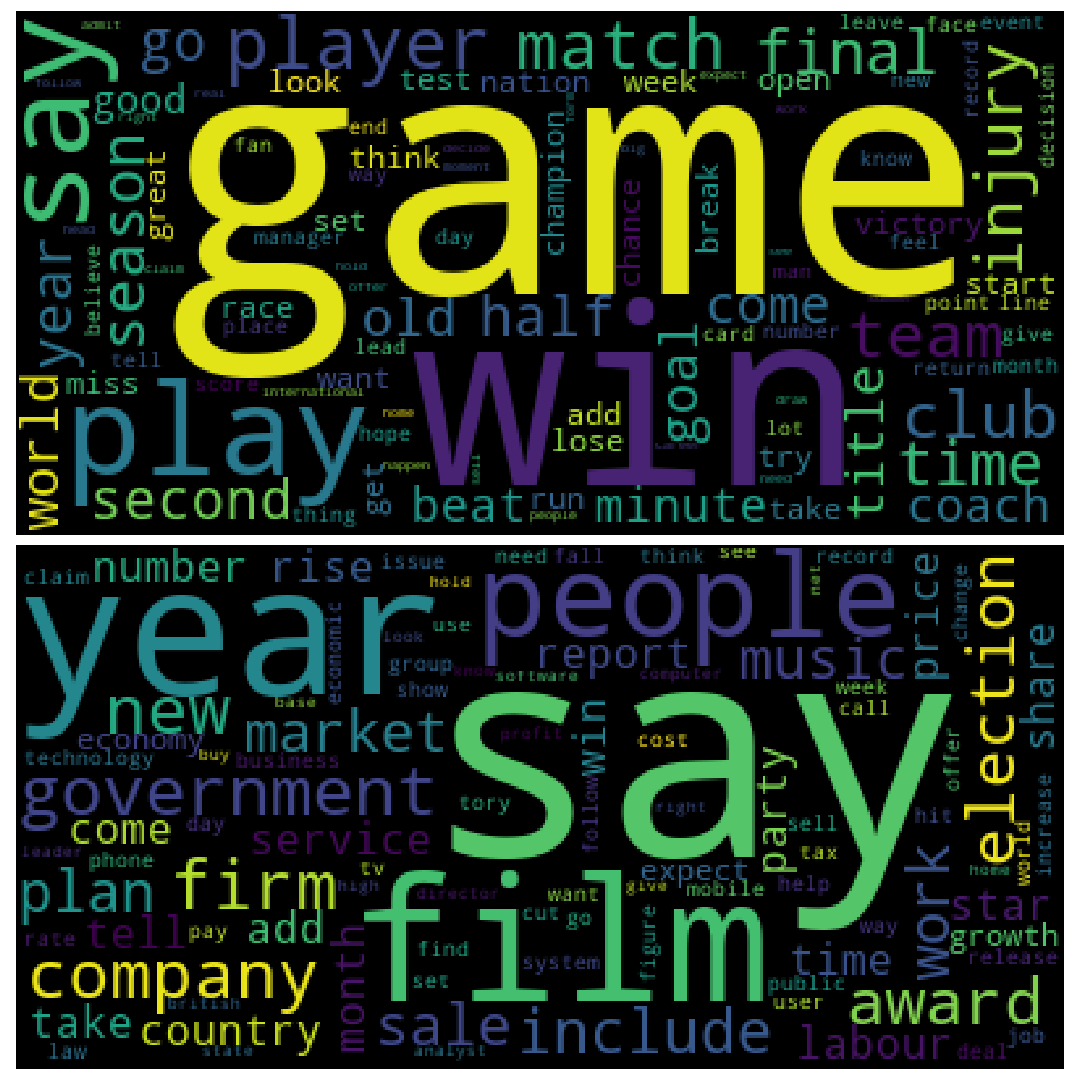 admit
say
go
player
match
final
leave
face
event
follow
look
test
nation
week
expect
open
new
record
good
right
real
form
work
injury
decision
game
season
great
fan
end
think
way
decide
moment
champion
big
chance
break
know
head
year
believe
claim
set
manager
day
hold
offer
same
man
victory
feel
start
race
place
old
half
come
point
line
tell
lead
goal
card
number
team
give
world
miss
score
international
want
win
return
month
play
home
hope
add
lose
draw
lot
title
club
get
happen
sell
career
try
need
time
second
thing
beat
run
people
minute
take
coach
claim
number
rise
issue
hold
need
fall
think
see
record
year
people
net
price
change
election
economic
look
use
report
music
share
new
group
show
know
software
computer
week
call
base
say
market
economy
technology
buy
business
profit
win
cost
offer
government
tory
follow
right
party
sell
hit
increase
come
day
service
tax
world
leader
phone
tv
expect
home
plan
firm
high
director
film
want
give
mobile
help
work
star
rate
tell
pay
add
cut
go
figure
way
growth
month
find
system
time
release
company
set
public
user
british
award
take
country
sale
include
labour
job
law
state
analyst
deal